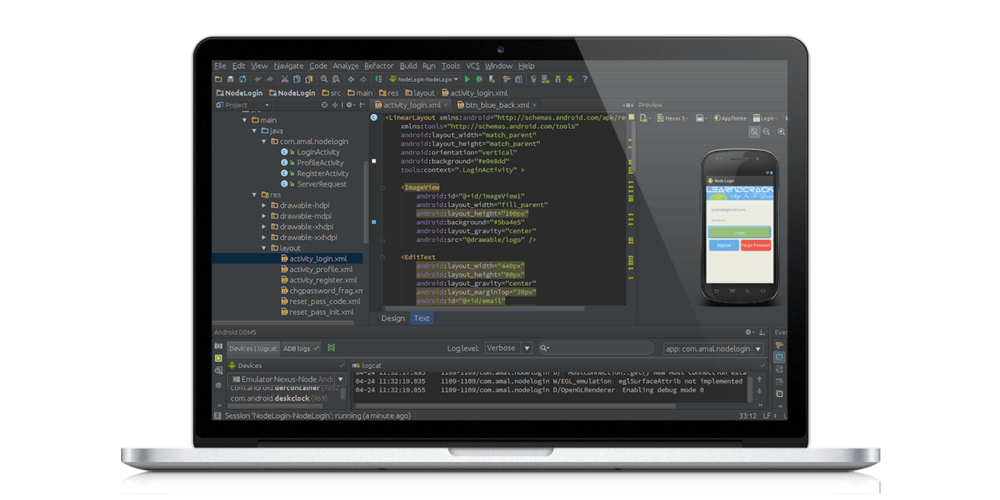 File Edit View Navigate Code Analyze Refactor Build Run Tools VCS Window Help
NodeLogin-NodeLogin
NodeLogin NodeLogin src main res layout activity_login.xml
Project
activity_login.xml × btn_blue_back.xml ×
Preview
Nexus 5 AppTheme Login
main
java
com.amal.nodelogin
LoginActivity
ProfileActivity
RegisterActivity
ServerRequest
res
drawable-hdpi
drawable-mdpi
drawable-xhdpi
drawable-xxhdpi
layout
activity_login.xml
activity_profile.xml
activity_register.xml
chgpassword_frag.xm
reset_pass_code.xml
reset_pass_init.xml
<LinearLayout xmlns:android="http://schemas.android.com/apk/re
xmlns:tools="http://schemas.android.com/tools"
android:layout_width="match_parent"
android:layout_height="match_parent"
android:orientation="vertical"
android:background="#e9e8dd"
tools:context=".LoginActivity" >
<ImageView
android:id="@+id/imageView1"
android:layout_width="fill_parent"
android:layout_height="100px"
android:background="#5ba4e5"
android:layout_gravity="center"
android:src="@drawable/logo" />
<EditText
android:layout_width="440px"
android:layout_height="80px"
android:layout_gravity="center"
android:layout_marginTop="30px"
android:id="@+id/email"
Design Text
Node Login
LEARN2CRACK
Login
Register Forgot Password
Android DDMS
Devices | logcat ADB logs
Log level: Verbose
app: com.amal.nodelogin
Devices
logcat
Emulator Nexus-Node
com.android.defcontainer
com.android.deskclock (969)
04-24 11:32:19.035 1109-1109/com.amal.nodelogin W/EGL_emulation: eglSurfaceAttrib not implemented
04-24 11:32:19.055 1109-1109/com.amal.nodelogin D/OpenGLRenderer: Enabling debug mode 0
Session 'NodeLogin-NodeLogin': running (a minute ago)
33:12 LF